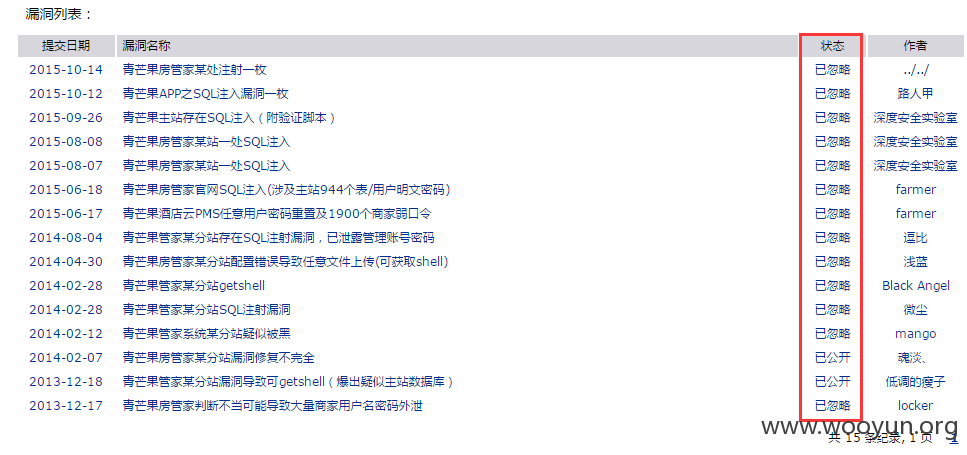 漏洞列表：
提交日期 漏洞名称 状态 作者
2015-10-14 青芒果房管家某处注射一枚 已忽略 ../../
2015-10-12 青芒果APP之SQL注入漏洞一枚 已忽略 路人甲
2015-09-26 青芒果主站存在SQL注入（附验证脚本） 已忽略 深度安全实验室
2015-08-08 青芒果房管家某站一处SQL注入 已忽略 深度安全实验室
2015-08-07 青芒果房管家某站一处SQL注入 已忽略 深度安全实验室
2015-06-18 青芒果房管家官网SQL注入(涉及主站944个表/用户明文密码) 已忽略 farmer
2015-06-17 青芒果酒店云PMS任意用户密码重置及1900个商家弱口令 已忽略 farmer
2014-08-04 青芒果管家某分站存在SQL注射漏洞，已泄露管理账号密码 已忽略 逗比
2014-04-30 青芒果房管家某分站配置错误导致任意文件上传(可获取shell) 已忽略 浅蓝
2014-02-28 青芒果房管家某分站getshell 已忽略 Black Angel
2014-02-28 青芒果房管家某分站SQL注射漏洞 已忽略 微尘
2014-02-12 青芒果管家系统某分站疑似被黑 已忽略 mango
2014-02-07 青芒果房管家某分站漏洞修复不完全 已公开 魂淡、
2013-12-18 青芒果管家某分站漏洞导致可getshell（爆出疑似主站数据库） 已公开 低调的瘦子
2013-12-17 青芒果房管家判断不当可能导致大量商家用户名密码外泄 已忽略 locker
www.wooyun.org
共 15 条纪录, 1 页 1